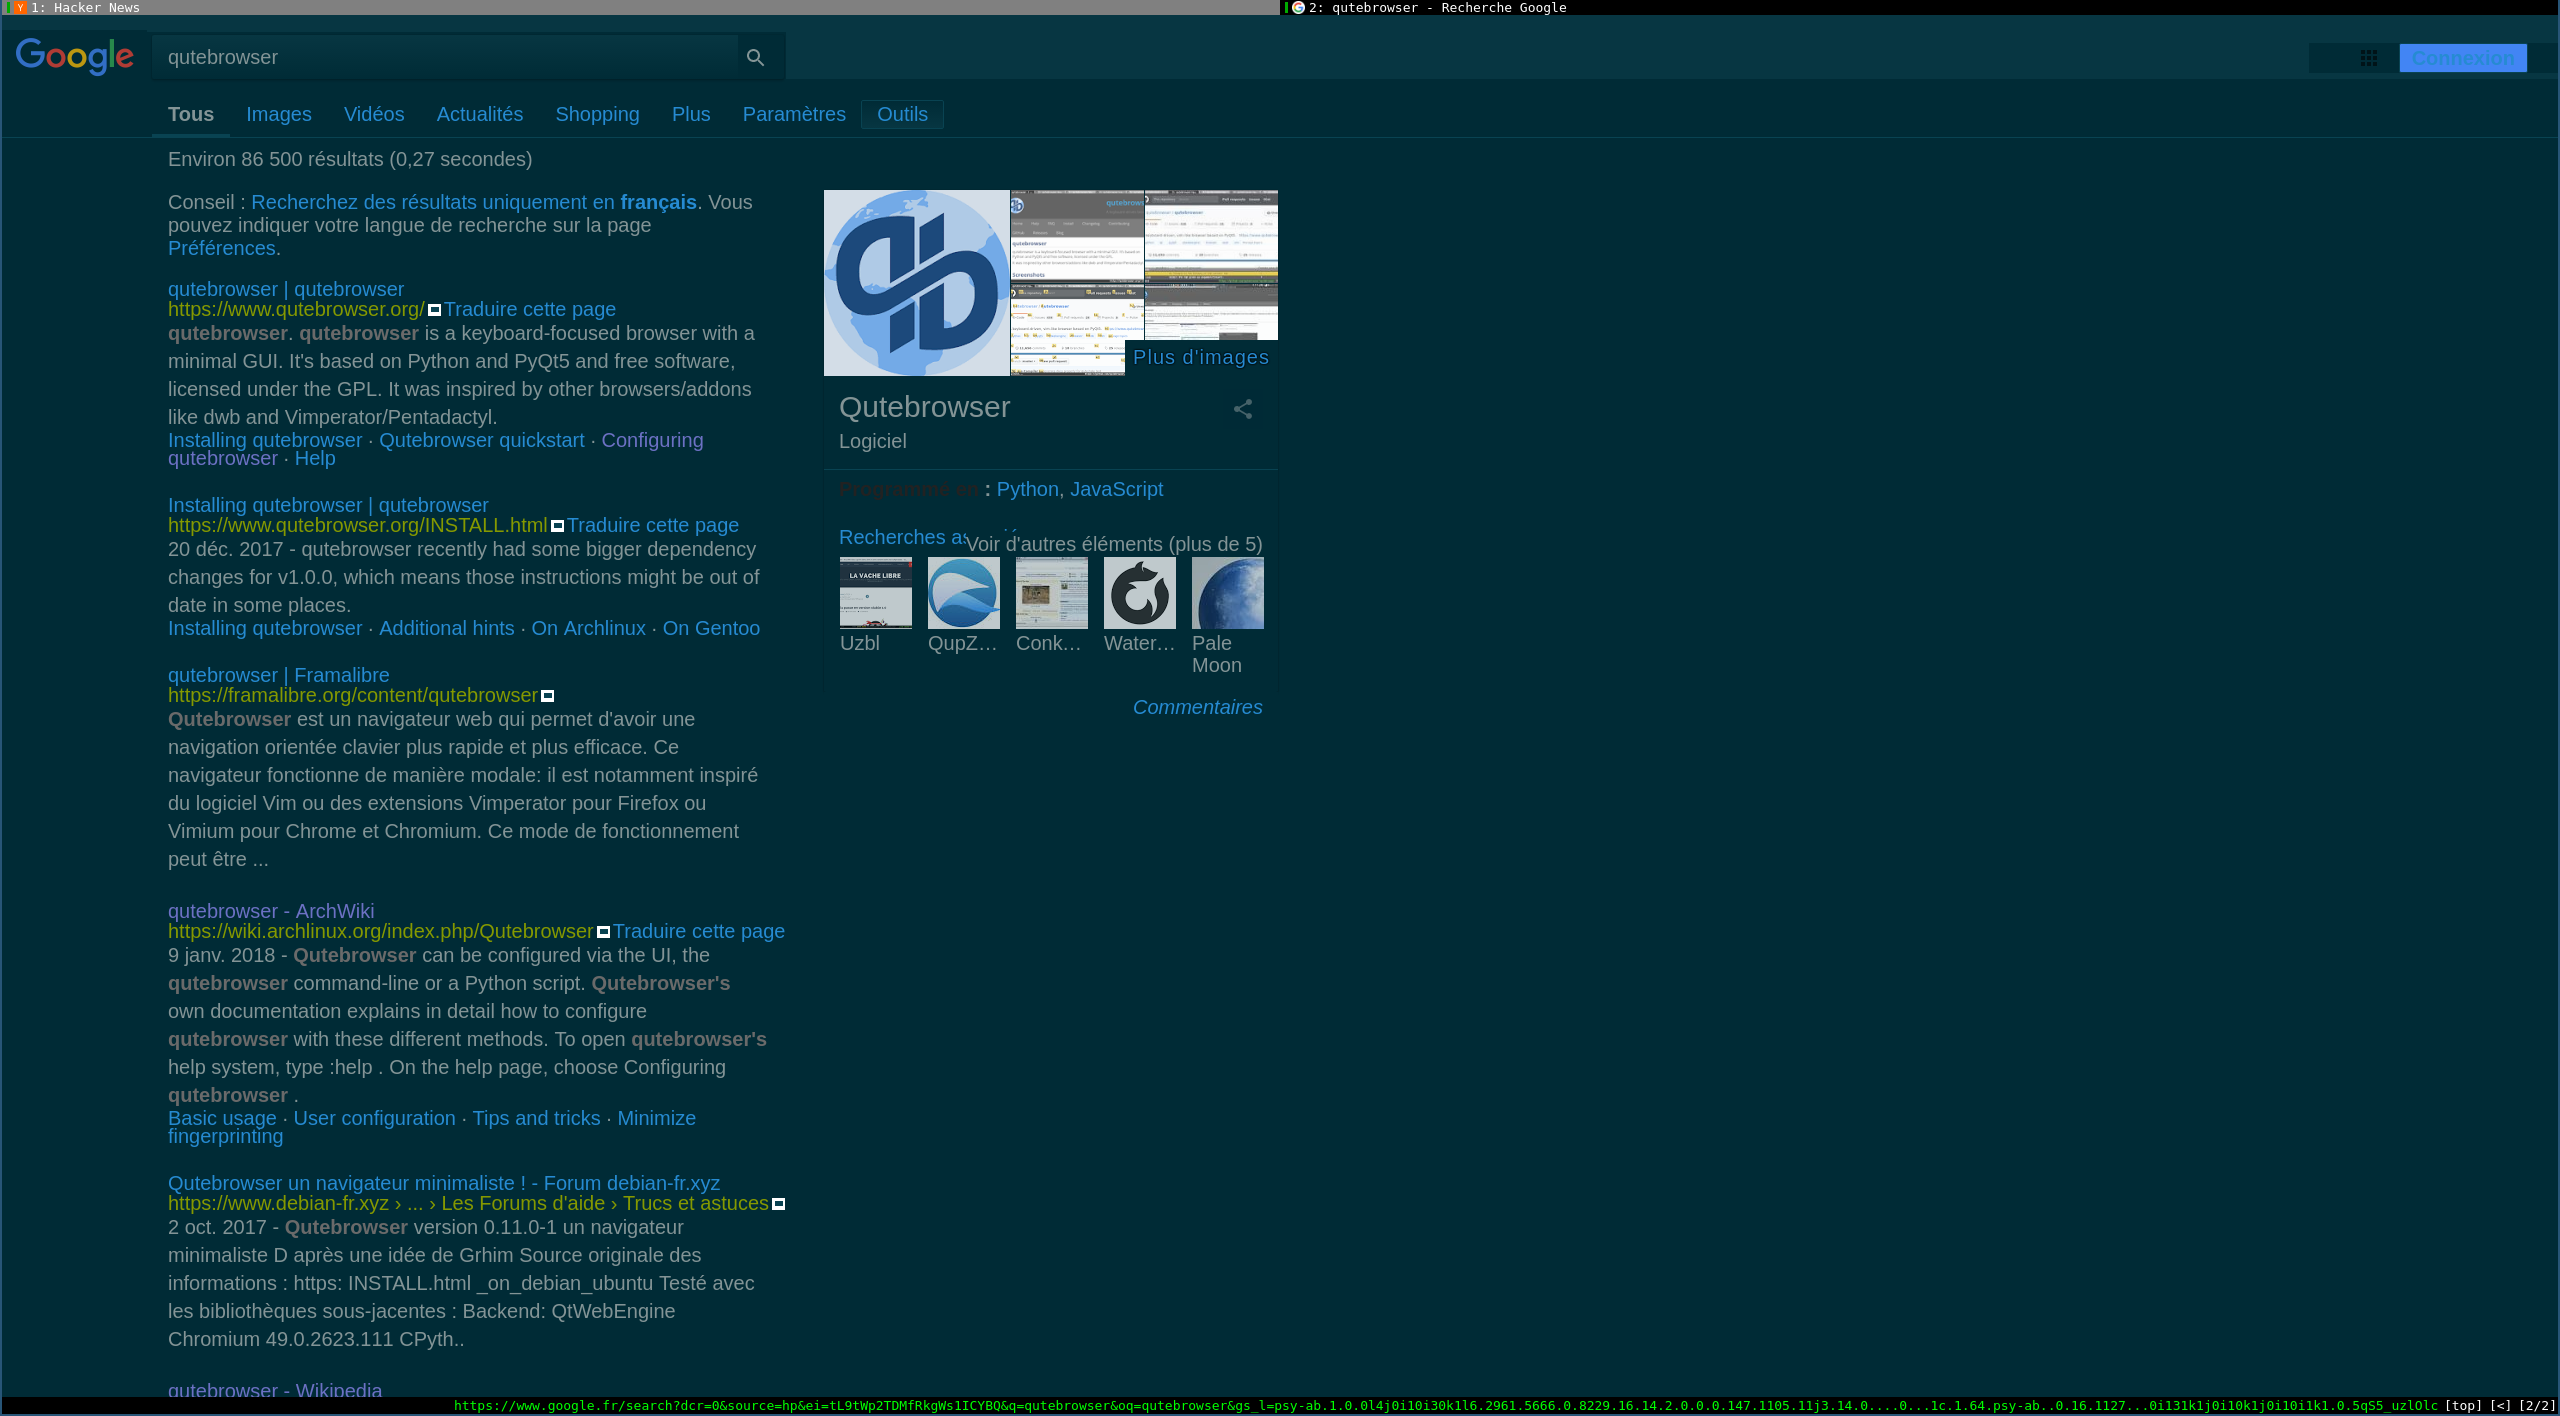 1: Hacker News
2: qutebrowser - Recherche Google
Google
qutebrowser
Connexion
Tous Images Vidéos Actualités Shopping Plus Paramètres Outils
Environ 86 500 résultats (0,27 secondes)
Conseil : Recherchez des résultats uniquement en français. Vous
pouvez indiquer votre langue de recherche sur la page
Préférences.
qutebrowser | qutebrowser
https://www.qutebrowser.org/ Traduire cette page
qutebrowser. qutebrowser is a keyboard-focused browser with a
minimal GUI. It's based on Python and PyQt5 and free software,
licensed under the GPL. It was inspired by other browsers/addons
like dwb and Vimperator/Pentadactyl.
Installing qutebrowser · Qutebrowser quickstart · Configuring
qutebrowser · Help
Installing qutebrowser | qutebrowser
https://www.qutebrowser.org/INSTALL.html Traduire cette page
20 déc. 2017 - qutebrowser recently had some bigger dependency
changes for v1.0.0, which means those instructions might be out of
date in some places.
Installing qutebrowser · Additional hints · On Archlinux · On Gentoo
qutebrowser | Framalibre
https://framalibre.org/content/qutebrowser
Qutebrowser est un navigateur web qui permet d'avoir une
navigation orientée clavier plus rapide et plus efficace. Ce
navigateur fonctionne de manière modale: il est notamment inspiré
du logiciel Vim ou des extensions Vimperator pour Firefox ou
Vimium pour Chrome et Chromium. Ce mode de fonctionnement
peut être ...
qutebrowser - ArchWiki
https://wiki.archlinux.org/index.php/Qutebrowser Traduire cette page
9 janv. 2018 - Qutebrowser can be configured via the UI, the
qutebrowser command-line or a Python script. Qutebrowser's
own documentation explains in detail how to configure
qutebrowser with these different methods. To open qutebrowser's
help system, type :help . On the help page, choose Configuring
qutebrowser .
Basic usage · User configuration · Tips and tricks · Minimize
fingerprinting
Qutebrowser un navigateur minimaliste ! - Forum debian-fr.xyz
https://www.debian-fr.xyz › ... › Les Forums d'aide › Trucs et astuces
2 oct. 2017 - Qutebrowser version 0.11.0-1 un navigateur
minimaliste D après une idée de Grhim Source originale des
informations : https: INSTALL.html _on_debian_ubuntu Testé avec
les bibliothèques sous-jacentes : Backend: QtWebEngine
Chromium 49.0.2623.111 CPyth..
qutebrowser - Wikipedia
Plus d'images
Qutebrowser
Logiciel
Programmé en : Python, JavaScript
Recherches as
Voir d'autres éléments (plus de 5)
LA VACHE LIBRE
Uzbl QupZ… Conk… Water… Pale
Moon
Commentaires
https://www.google.fr/search?dcr=0&source=hp&ei=tL9tWp2TDMfRkgWs1ICYBQ&q=qutebrowser&oq=qutebrowser&gs_l=psy-ab.1.0.0l4j0i10i30k1l6.2961.5666.0.8229.16.14.2.0.0.0.147.1105.11j3.14.0....0...1c.1.64.psy-ab..0.16.1127...0i131k1j0i10k1j0i10i1k1.0.5qS5_uzlOlc [top] [<] [2/2]